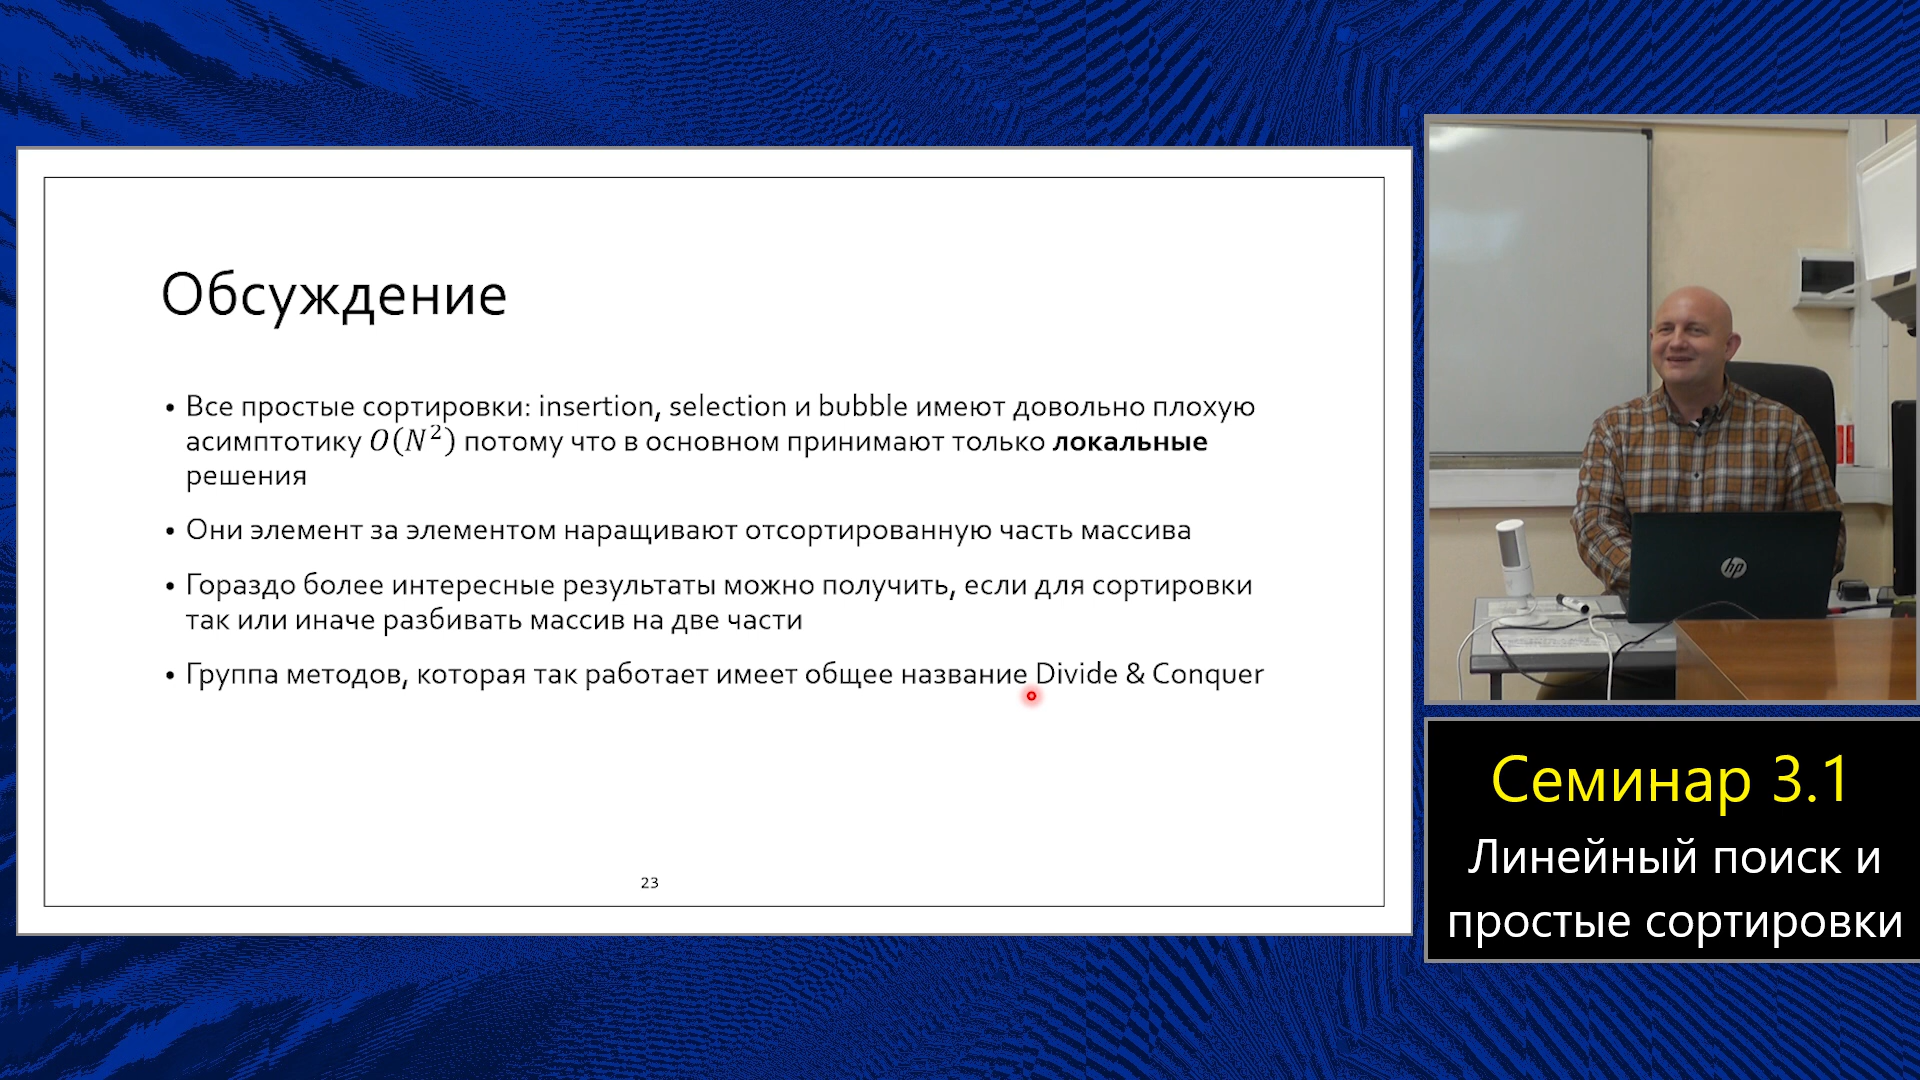 Обсуждение
• Все простые сортировки: insertion, selection и bubble имеют довольно плохую
асимптотику O(N²) потому что в основном принимают только локальные
решения
• Они элемент за элементом наращивают отсортированную часть массива
• Гораздо более интересные результаты можно получить, если для сортировки
так или иначе разбивать массив на две части
• Группа методов, которая так работает имеет общее название Divide & Conquer
23
hp
Семинар 3.1
Линейный поиск и
простые сортировки